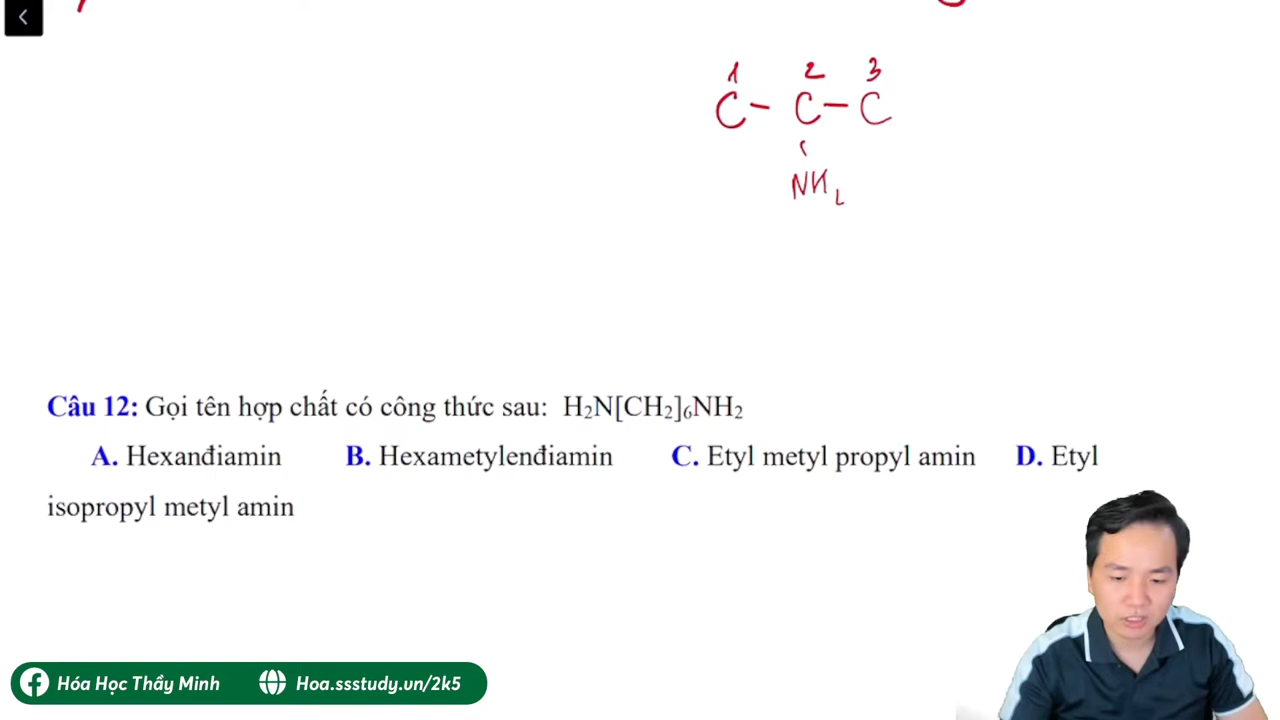 1 2 3
C - C - C
NH2
Câu 12: Gọi tên hợp chất có công thức sau: H₂N[CH₂]₆NH₂
A. Hexanđiamin B. Hexametylenđiamin C. Etyl metyl propyl amin D. Etyl
isopropyl metyl amin
Hóa Học Thầy Minh Hoa.ssstudy.vn/2k5